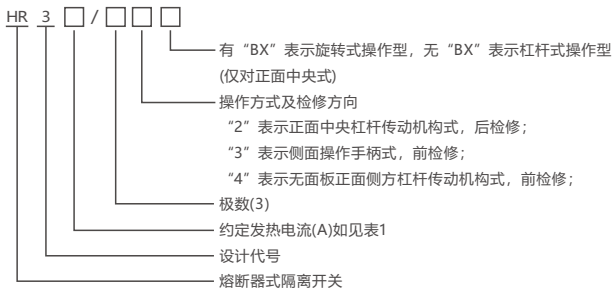 HR 3 □/□□□
有“BX”表示旋转式操作型，无“BX”表示杠杆式操作型
(仅对正面中央式)
操作方式及检修方向
“2”表示正面中央杠杆传动机构式，后检修；
“3”表示侧面操作手柄式，前检修；
“4”表示无面板正面侧方杠杆传动机构式，前检修；
极数(3)
约定发热电流(A)如见表1
设计代号
熔断器式隔离开关